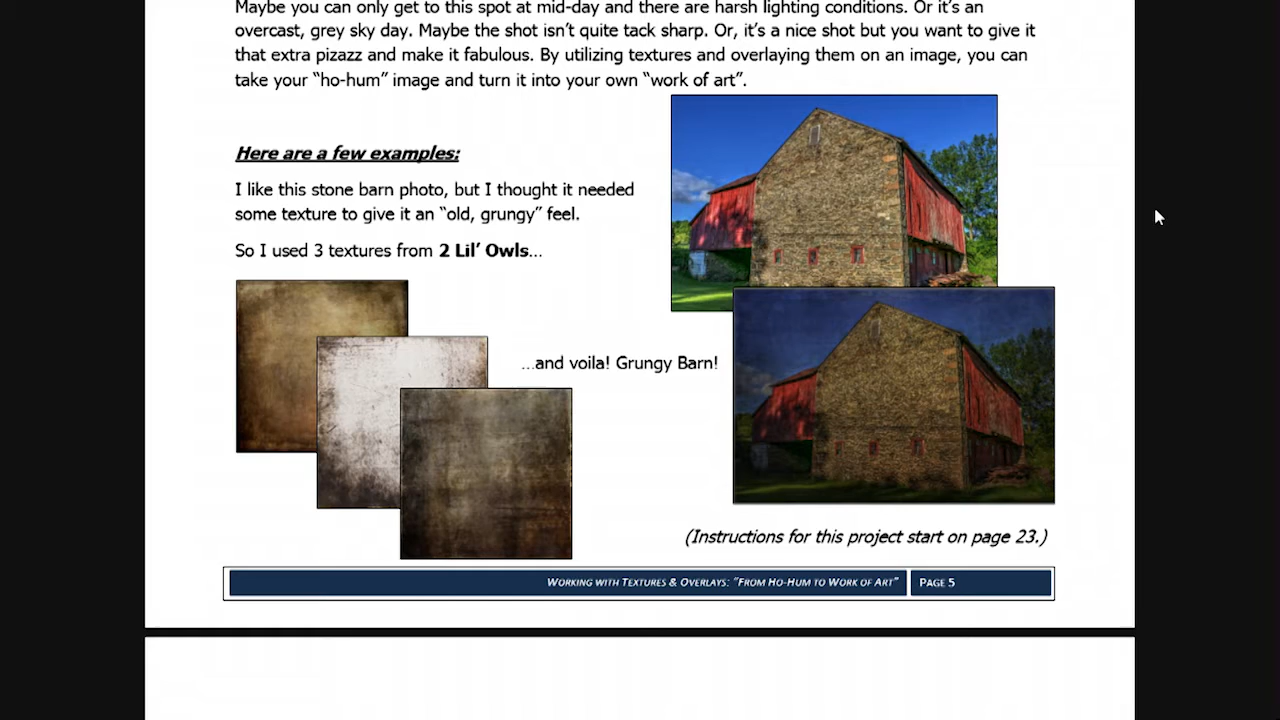 Maybe you can only get to this spot at mid-day and there are harsh lighting conditions. Or it's an
overcast, grey sky day. Maybe the shot isn't quite tack sharp. Or, it's a nice shot but you want to give it
that extra pizazz and make it fabulous. By utilizing textures and overlaying them on an image, you can
take your “ho-hum” image and turn it into your own “work of art”.
Here are a few examples:
I like this stone barn photo, but I thought it needed
some texture to give it an “old, grungy” feel.
So I used 3 textures from 2 Lil’ Owls…
…and voila! Grungy Barn!
(Instructions for this project start on page 23.)
WORKING WITH TEXTURES & OVERLAYS: “FROM HO-HUM TO WORK OF ART” PAGE 5